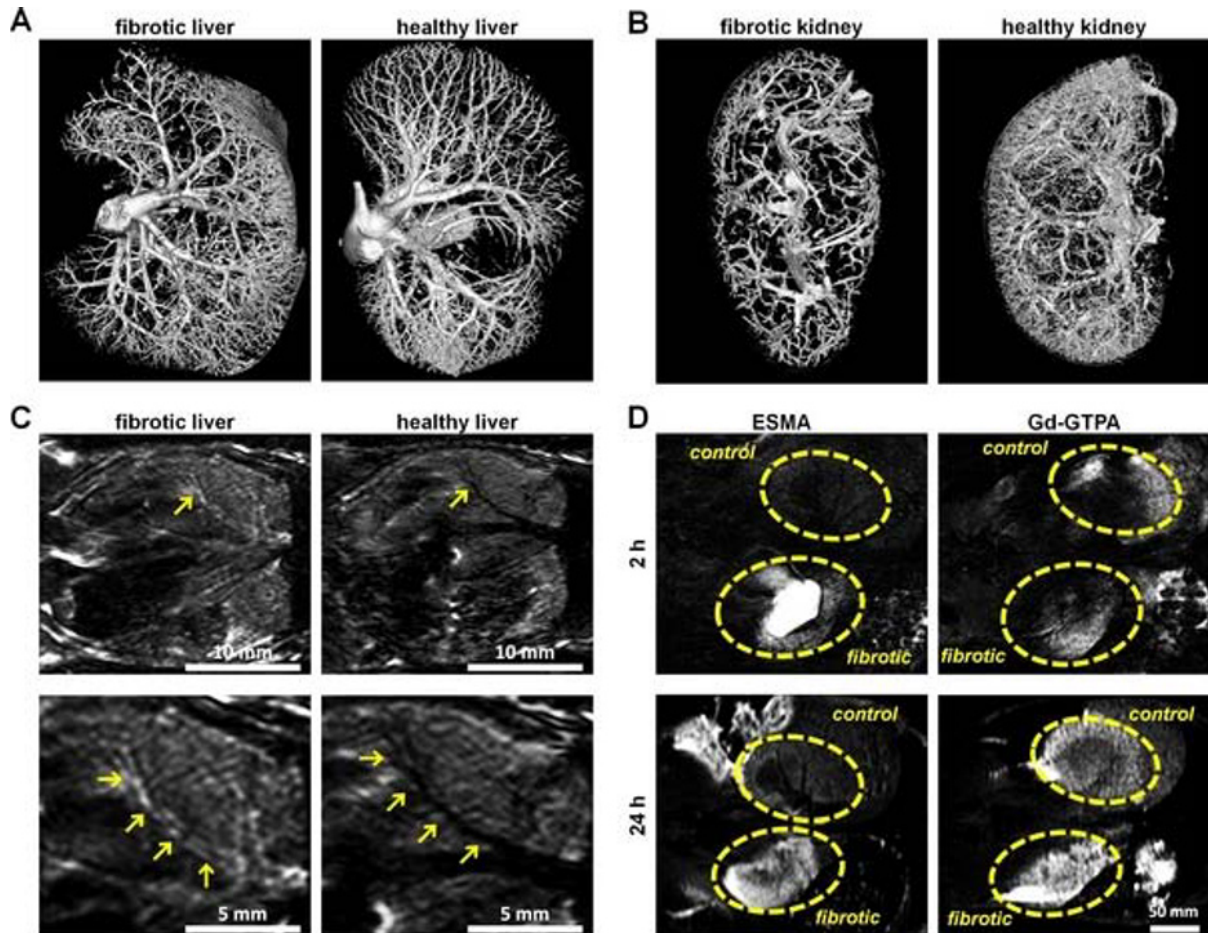 A
fibrotic liver
healthy liver
B
fibrotic kidney
healthy kidney
C
fibrotic liver
healthy liver
10 mm
10 mm
5 mm
5 mm
D
ESMA
Gd-GTPA
2 h
control
fibrotic
control
fibrotic
24 h
control
fibrotic
control
fibrotic
50 mm